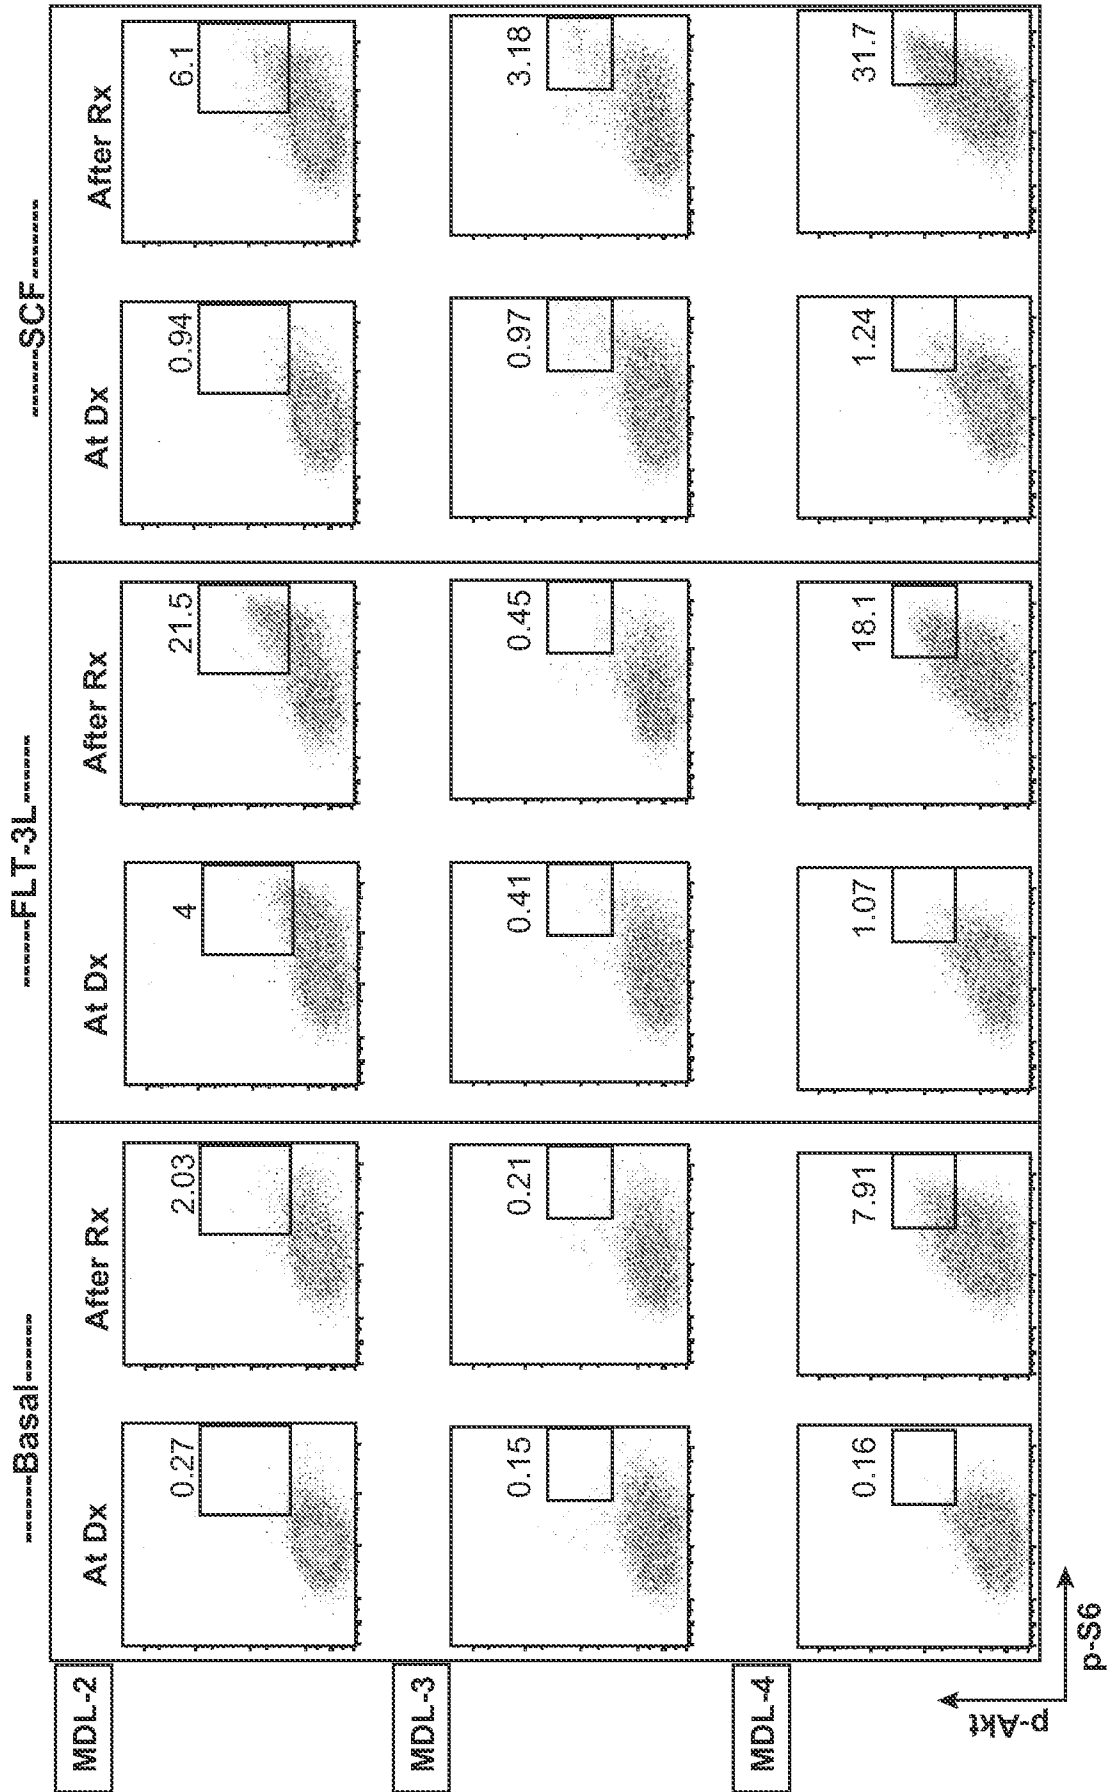 -----Basal-----
-----FLT-3L-----
-----SCF-----
At Dx
After Rx
At Dx
After Rx
At Dx
After Rx
MDL-2
0.27
2.03
4
21.5
0.94
6.1
MDL-3
0.15
0.21
0.41
0.45
0.97
3.18
MDL-4
0.16
7.91
1.07
18.1
1.24
31.7
p-Akt
p-S6